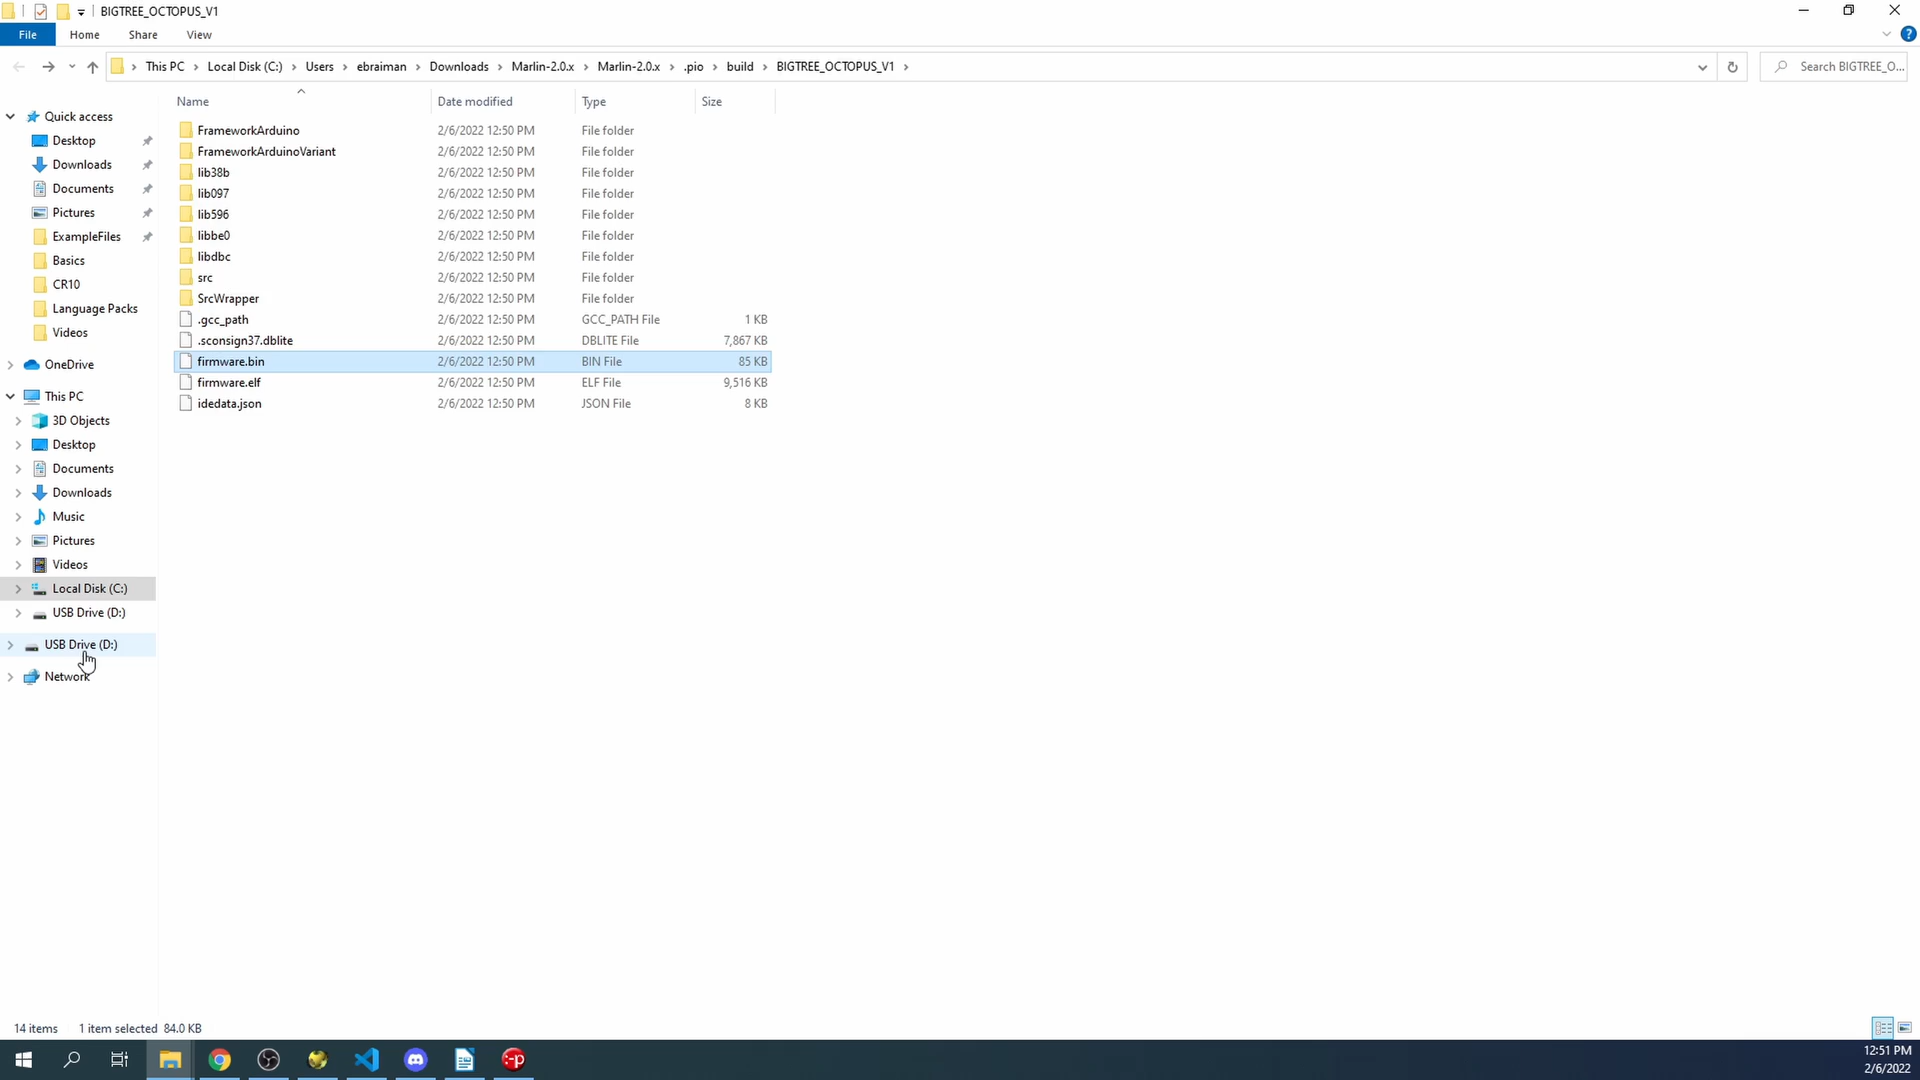 BIGTREE_OCTOPUS_V1
File Home Share View
This PC Local Disk (C:) Users ebraiman Downloads Marlin-2.0.x Marlin-2.0.x .pio build BIGTREE_OCTOPUS_V1
Search BIGTREE_O...
Name Date modified Type Size
Quick access
Desktop
Downloads
Documents
Pictures
ExampleFiles
Basics
CR10
Language Packs
Videos
OneDrive
This PC
3D Objects
Desktop
Documents
Downloads
Music
Pictures
Videos
Local Disk (C:)
USB Drive (D:)
USB Drive (D:)
Network
FrameworkArduino 2/6/2022 12:50 PM File folder
FrameworkArduinoVariant 2/6/2022 12:50 PM File folder
lib38b 2/6/2022 12:50 PM File folder
lib097 2/6/2022 12:50 PM File folder
lib596 2/6/2022 12:50 PM File folder
libbe0 2/6/2022 12:50 PM File folder
libdbc 2/6/2022 12:50 PM File folder
src 2/6/2022 12:50 PM File folder
SrcWrapper 2/6/2022 12:50 PM File folder
.gcc_path 2/6/2022 12:50 PM GCC_PATH File 1 KB
.sconsign37.dblite 2/6/2022 12:50 PM DBLITE File 7,867 KB
firmware.bin 2/6/2022 12:50 PM BIN File 85 KB
firmware.elf 2/6/2022 12:50 PM ELF File 9,516 KB
idedata.json 2/6/2022 12:50 PM JSON File 8 KB
14 items 1 item selected 84.0 KB
12:51 PM
2/6/2022